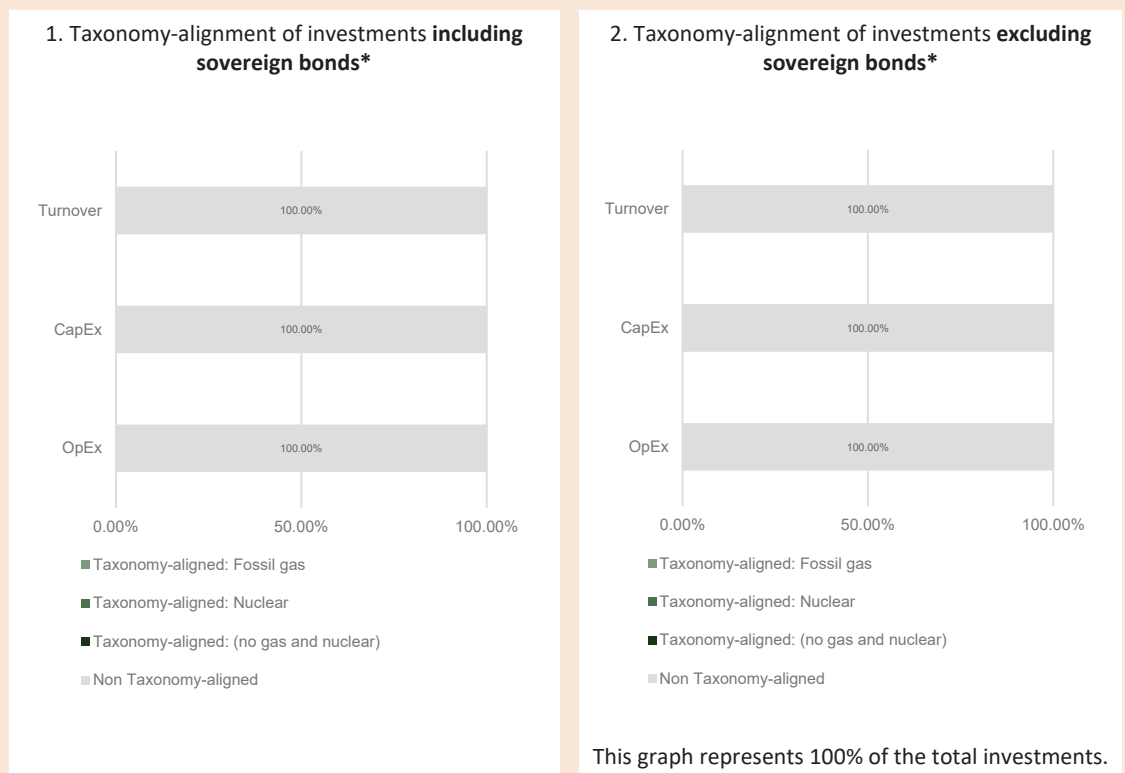 1. Taxonomy-alignment of investments including
sovereign bonds*
Turnover
100.00%
CapEx
100.00%
OpEx
100.00%
0.00% 50.00% 100.00%
Taxonomy-aligned: Fossil gas
Taxonomy-aligned: Nuclear
Taxonomy-aligned: (no gas and nuclear)
Non Taxonomy-aligned
2. Taxonomy-alignment of investments excluding
sovereign bonds*
Turnover
100.00%
CapEx
100.00%
OpEx
100.00%
0.00% 50.00% 100.00%
Taxonomy-aligned: Fossil gas
Taxonomy-aligned: Nuclear
Taxonomy-aligned: (no gas and nuclear)
Non Taxonomy-aligned
This graph represents 100% of the total investments.